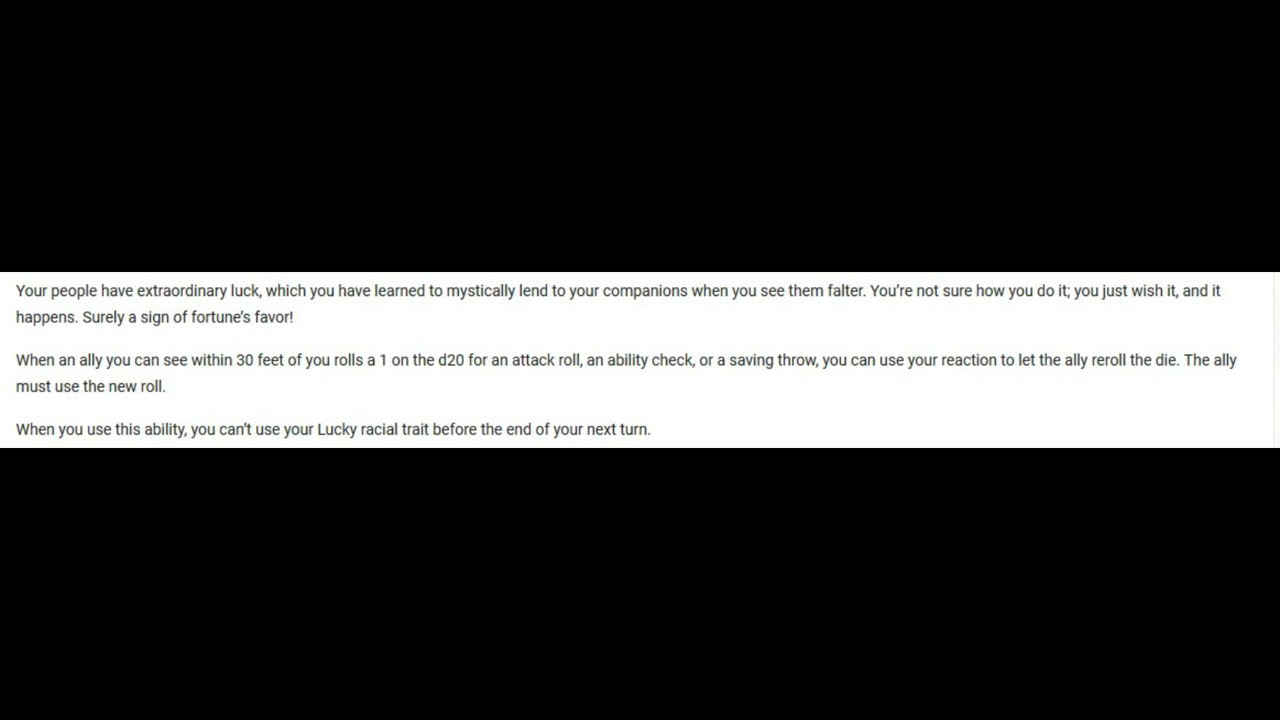 Your people have extraordinary luck, which you have learned to mystically lend to your companions when you see them falter. You’re not sure how you do it; you just wish it, and it
happens. Surely a sign of fortune’s favor!
When an ally you can see within 30 feet of you rolls a 1 on the d20 for an attack roll, an ability check, or a saving throw, you can use your reaction to let the ally reroll the die. The ally
must use the new roll.
When you use this ability, you can’t use your Lucky racial trait before the end of your next turn.